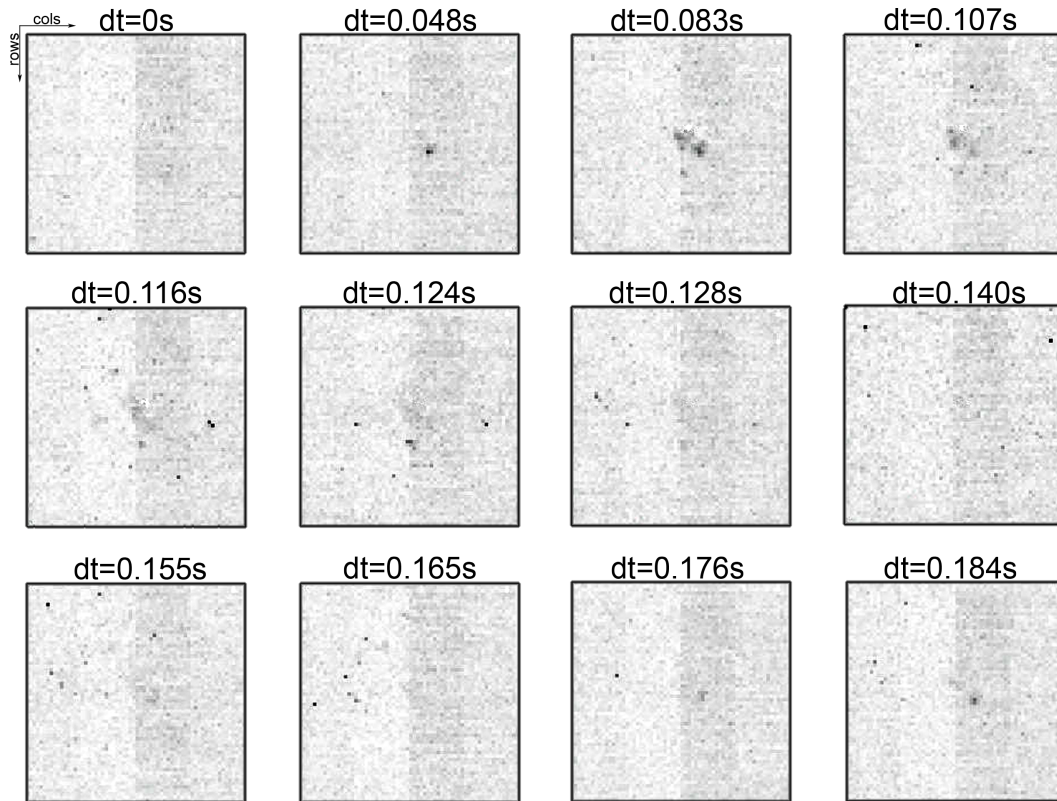 cols
rows
dt=0s
dt=0.048s
dt=0.083s
dt=0.107s
dt=0.116s
dt=0.124s
dt=0.128s
dt=0.140s
dt=0.155s
dt=0.165s
dt=0.176s
dt=0.184s